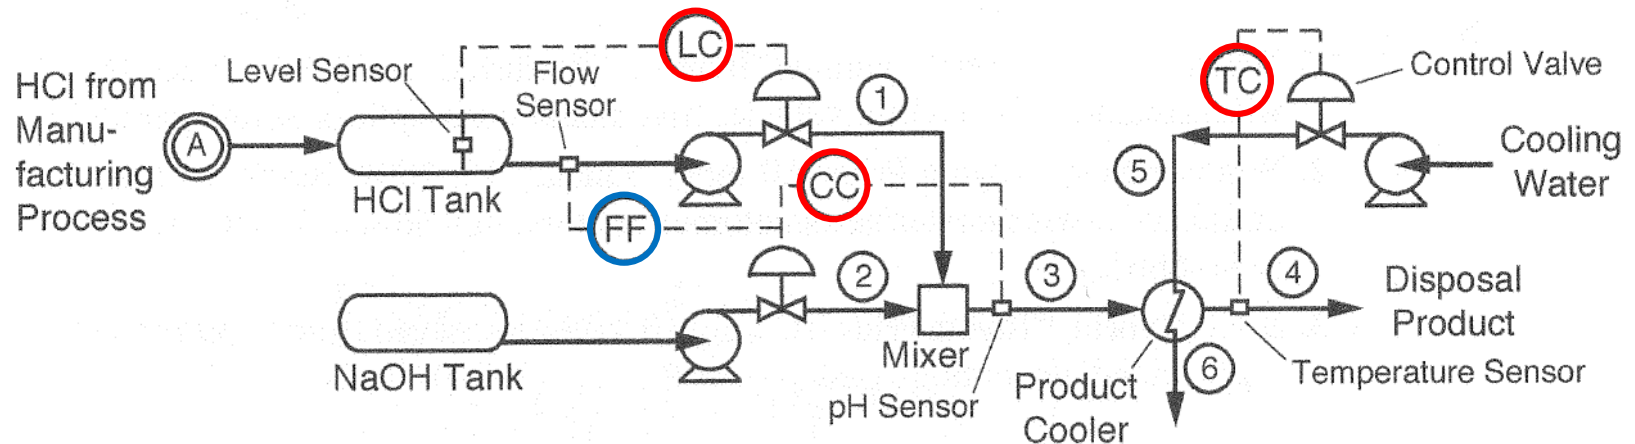 HCl from
Manu-
facturing
Process
A
Level Sensor
HCl Tank
Flow
Sensor
LC
1
FF
CC
TC
Control Valve
Cooling
Water
5
NaOH Tank
2
Mixer
pH Sensor
3
Product
Cooler
6
4
Disposal
Product
Temperature Sensor